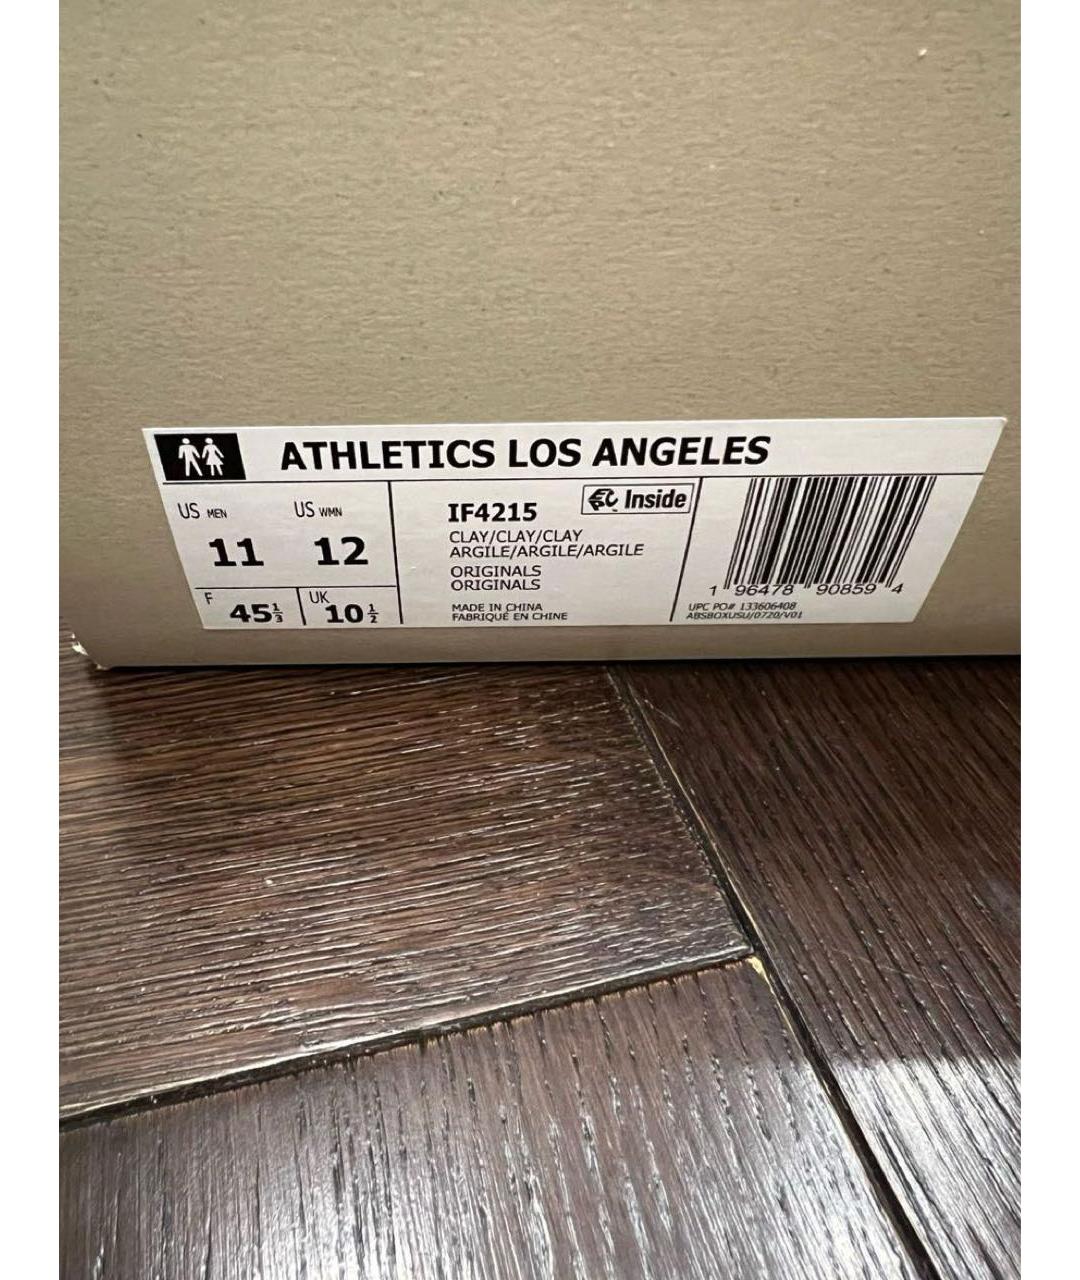 ATHLETICS LOS ANGELES
US MEN US WMN
11 12
F 45⅓ UK 10½
Inside
IF4215
CLAY/CLAY/CLAY
ARGILE/ARGILE/ARGILE
ORIGINALS
ORIGINALS
MADE IN CHINA
FABRIQUÉ EN CHINE
1 96478 90859 4
UPC PO# 133606408
ABSBOXUSU/0720/V01